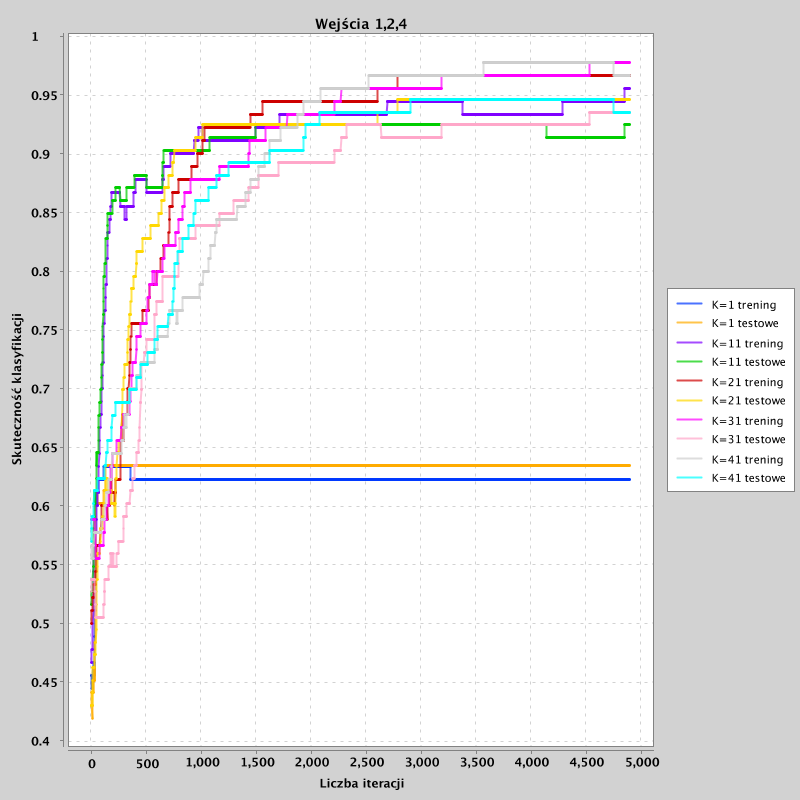 Wejścia 1,2,4
Skuteczność klasyfikacji
1
0.95
0.9
0.85
0.8
0.75
0.7
0.65
0.6
0.55
0.5
0.45
0.4
0 500 1,000 1,500 2,000 2,500 3,000 3,500 4,000 4,500 5,000
Liczba iteracji
K=1 trening
K=1 testowe
K=11 trening
K=11 testowe
K=21 trening
K=21 testowe
K=31 trening
K=31 testowe
K=41 trening
K=41 testowe